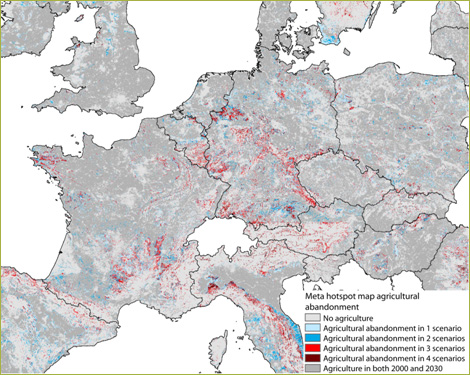 Meta hotspot map agricultural
abandonment
No agriculture
Agricultural abandonment in 1 scenario
Agricultural abandonment in 2 scenarios
Agricultural abandonment in 3 scenarios
Agricultural abandonment in 4 scenarios
Agriculture in both 2000 and 2030